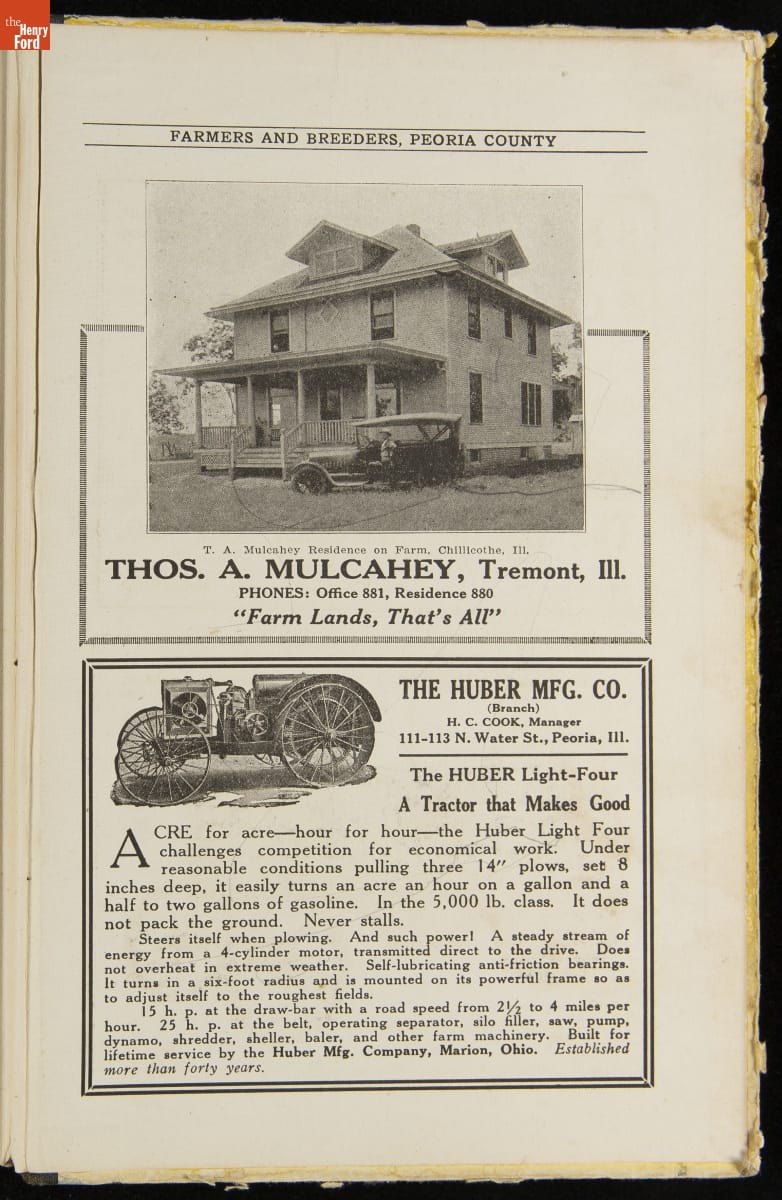 the
Henry
Ford
FARMERS AND BREEDERS, PEORIA COUNTY
T. A. Mulcahey Residence on Farm, Chillicothe, Ill.
THOS. A. MULCAHEY, Tremont, Ill.
PHONES: Office 881, Residence 880
"Farm Lands, That's All"
THE HUBER MFG. CO.
(Branch)
H. C. COOK, Manager
111-113 N. Water St., Peoria, Ill.
The HUBER Light-Four
A Tractor that Makes Good
ACRE for acre—hour for hour—the Huber Light Four
challenges competition for economical work. Under
reasonable conditions pulling three 14" plows, set 8
inches deep, it easily turns an acre an hour on a gallon and a
half to two gallons of gasoline. In the 5,000 lb. class. It does
not pack the ground. Never stalls.
Steers itself when plowing. And such power! A steady stream of
energy from a 4-cylinder motor, transmitted direct to the drive. Does
not overheat in extreme weather. Self-lubricating anti-friction bearings.
It turns in a six-foot radius and is mounted on its powerful frame so as
to adjust itself to the roughest fields.
15 h. p. at the draw-bar with a road speed from 2½ to 4 miles per
hour. 25 h. p. at the belt, operating separator, silo filler, saw, pump,
dynamo, shredder, sheller, baler, and other farm machinery. Built for
lifetime service by the Huber Mfg. Company, Marion, Ohio. Established
more than forty years.